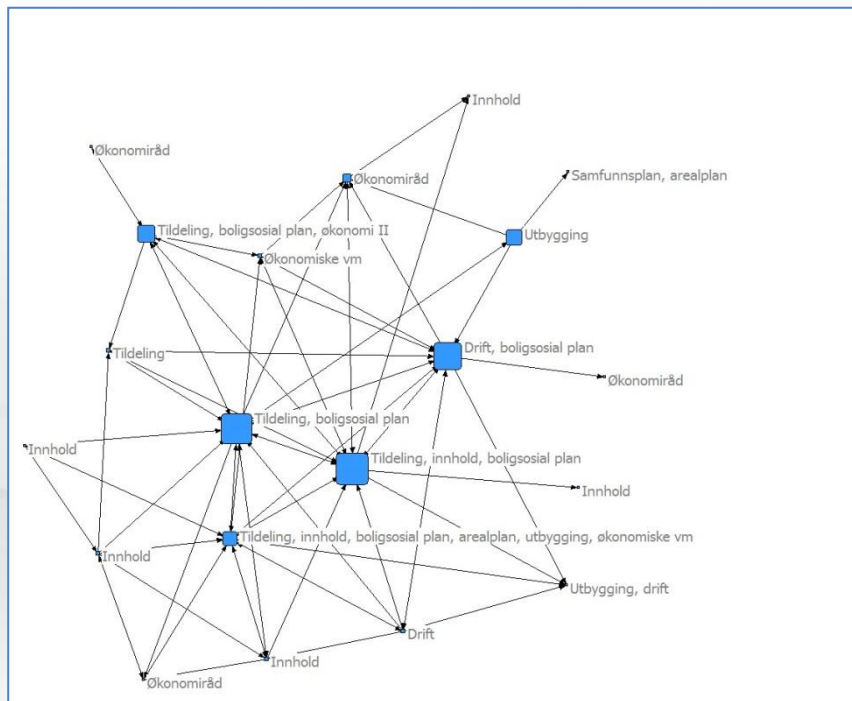 Innhold
Økonomiråd
Økonomiråd
Samfunnsplan, arealplan
Tildeling, boligsosial plan, økonomi II
Utbygging
Økonomiske vm
Drift, boligsosial plan
Tildeling
Økonomiråd
Tildeling, boligsosial plan
Innhold
Tildeling, innhold, boligsosial plan
Innhold
Tildeling, innhold, boligsosial plan, arealplan, utbygging, økonomiske vm
Innhold
Utbygging, drift
Drift
Innhold
Økonomiråd